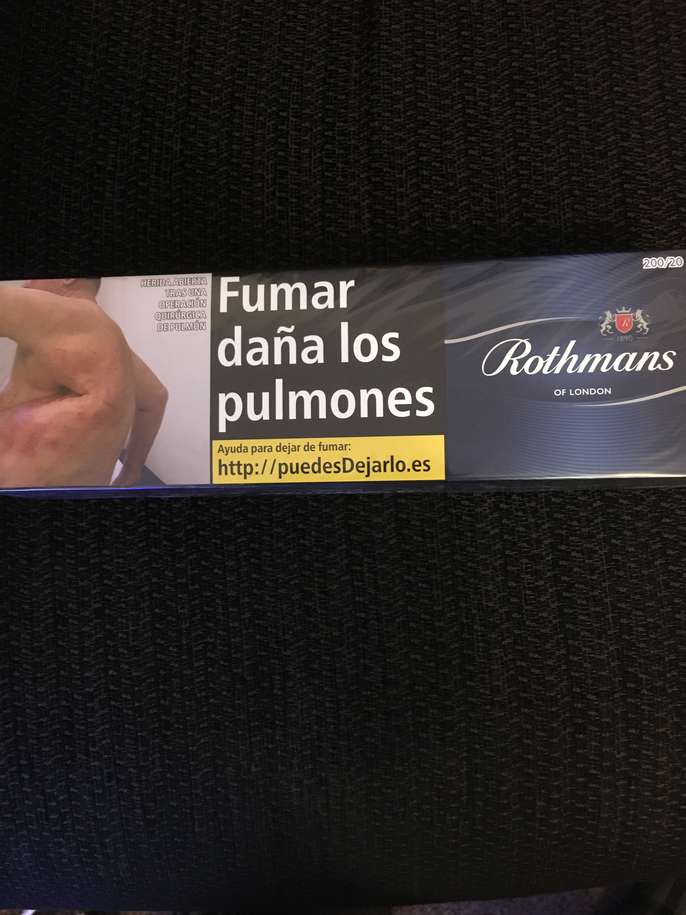 HERIDA ABIERTA
TRAS UNA
OPERACIÓN
QUIRÚRGICA
DE PULMÓN
Fumar
daña los
pulmones
Ayuda para dejar de fumar:
http://puedesDejarlo.es
200/20
R
1890
Rothmans
OF LONDON